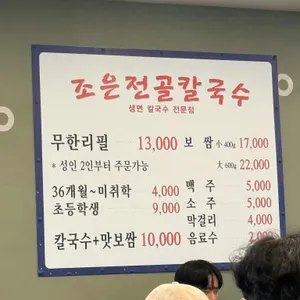 조은전골칼국수
생면 칼국수 전문점
무한리필 13,000
* 성인 2인부터 주문가능
36개월~미취학 4,000
초등학생 9,000
칼국수+맛보쌈 10,000
보 쌈 小 400g 17,000
大 600g 22,000
맥 주 5,000
소 주 5,000
막걸리 4,000
음료수 2,000